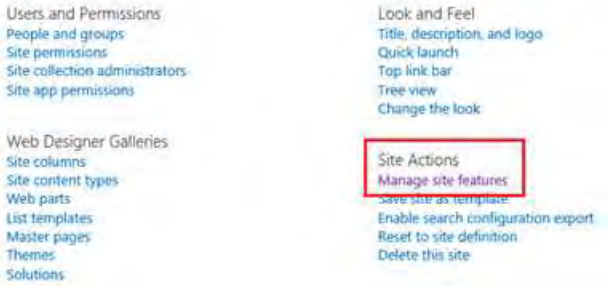 Users and Permissions
People and groups
Site permissions
Site collection administrators
Site app permissions
Web Designer Galleries
Site columns
Site content types
Web parts
List templates
Master pages
Themes
Solutions
Look and Feel
Title, description, and logo
Quick launch
Top link bar
Tree view
Change the look
Site Actions
Manage site features
Save site as template
Enable search configuration export
Reset to site definition
Delete this site